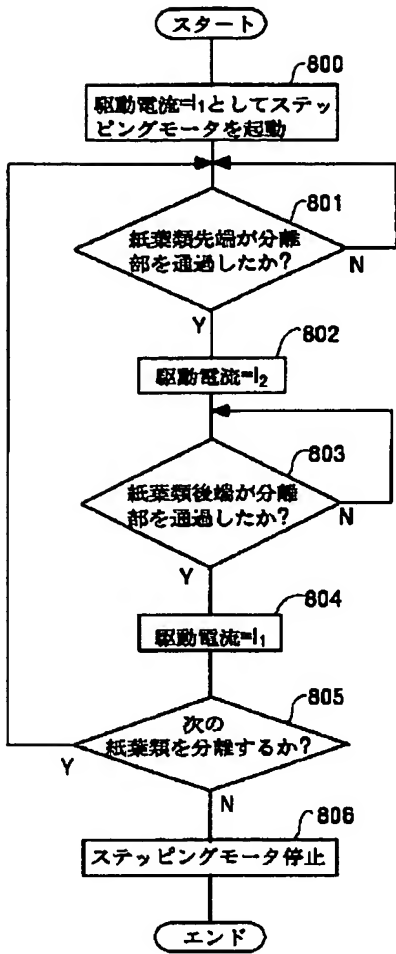 スタート
800
駆動電流=I₁としてステッ
ピングモータを起動
801
紙葉類先端が分離
部を通過したか?
N
Y
802
駆動電流=I₂
803
紙葉類後端が分離
部を通過したか?
N
Y
804
駆動電流=I₁
805
次の
紙葉類を分離するか?
Y
N
806
ステッピングモータ停止
エンド